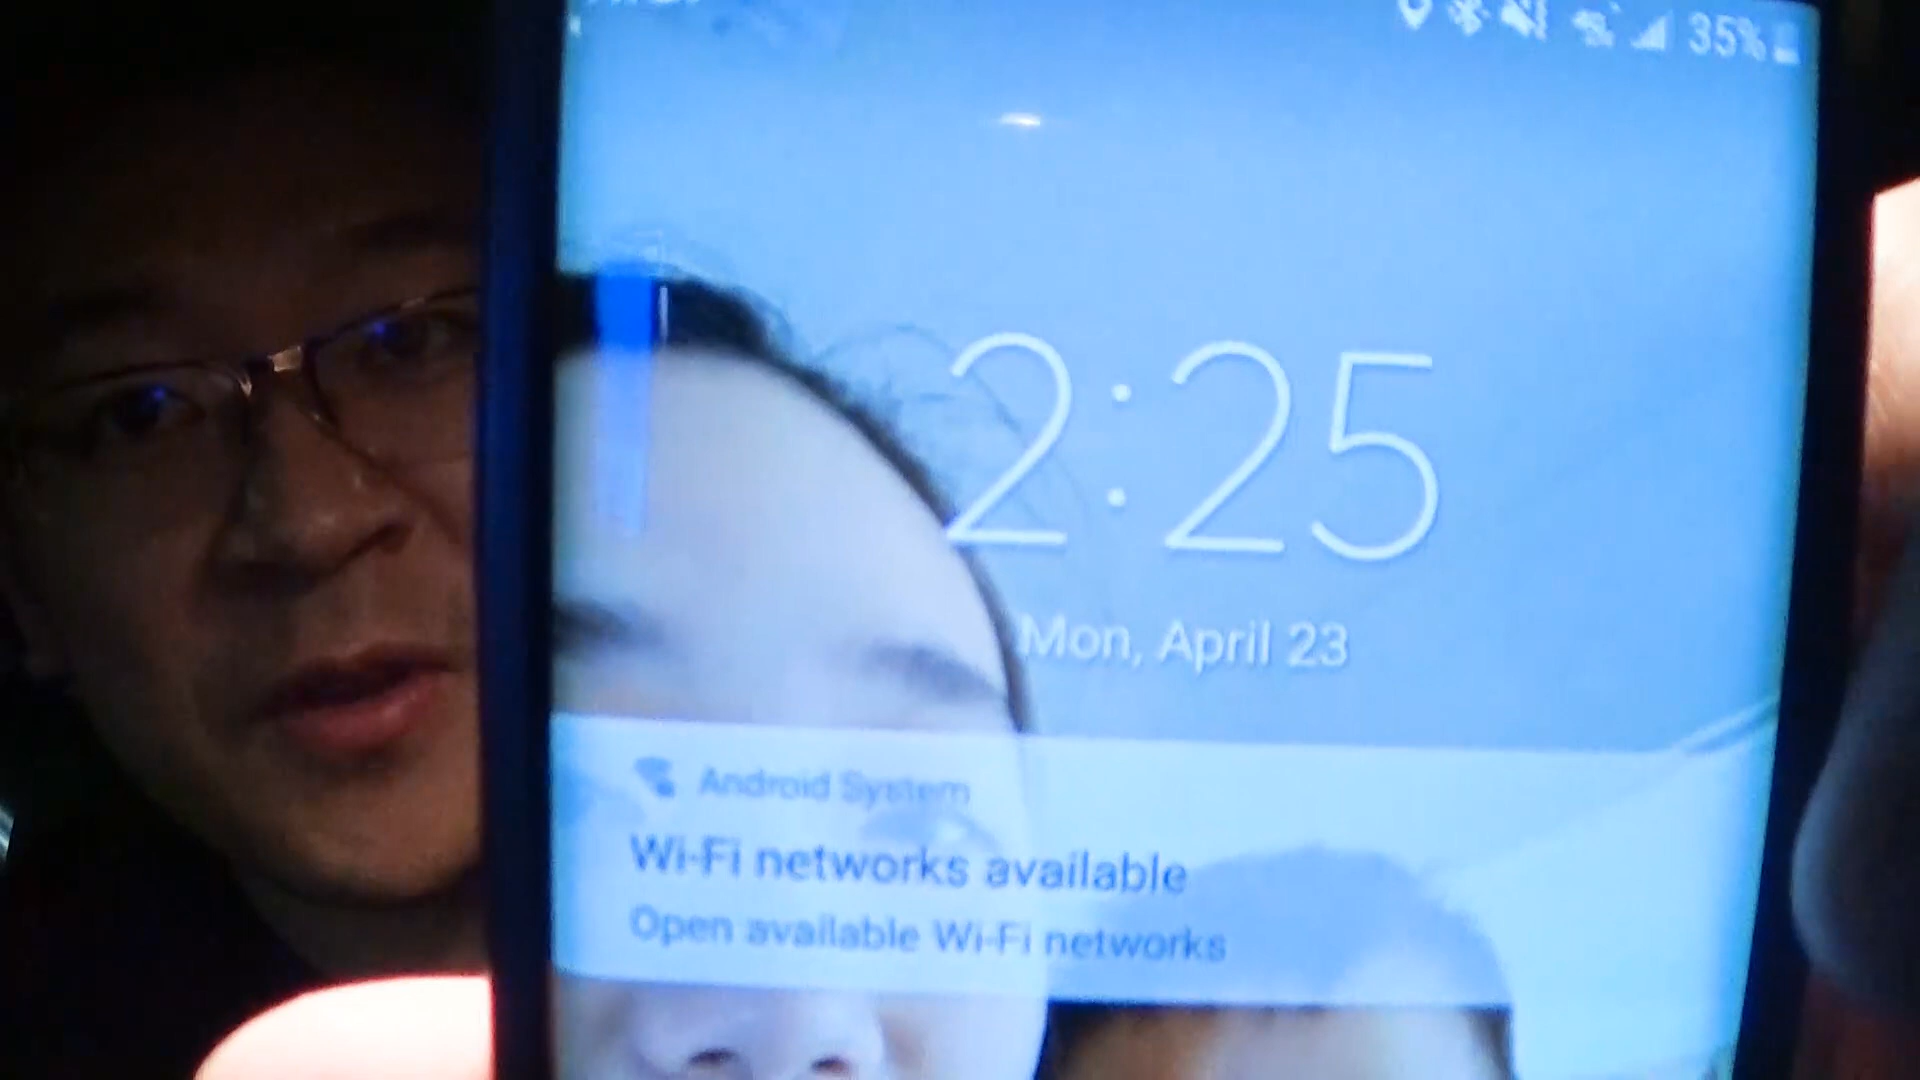 35%
2:25
Mon, April 23
Android System
Wi-Fi networks available
Open available Wi-Fi networks